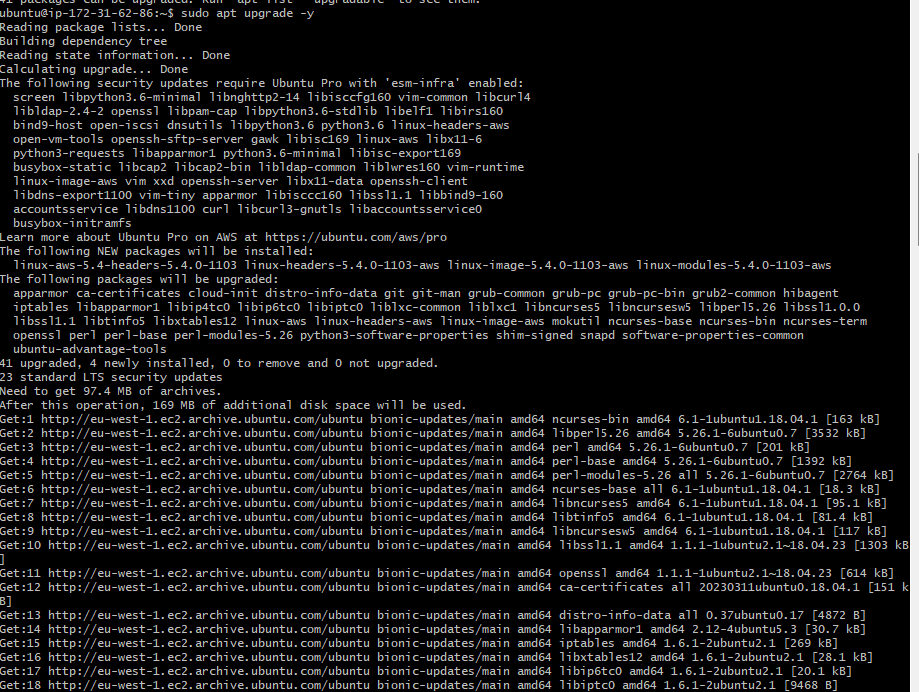 41 packages can be upgraded. Run 'apt list --upgradable' to see them.
ubuntu@ip-172-31-62-86:~$ sudo apt upgrade -y
Reading package lists... Done
Building dependency tree
Reading state information... Done
Calculating upgrade... Done
The following security updates require Ubuntu Pro with 'esm-infra' enabled:
  screen libpython3.6-minimal libnghttp2-14 libisccfg160 vim-common libcurl4
  libldap-2.4-2 openssl libpam-cap libpython3.6-stdlib libelf1 libirs160
  bind9-host open-iscsi dnsutils libpython3.6 python3.6 linux-headers-aws
  open-vm-tools openssh-sftp-server gawk libisc169 linux-aws libx11-6
  python3-requests libapparmor1 python3.6-minimal libisc-export169
  busybox-static libcap2 libcap2-bin libldap-common liblwres160 vim-runtime
  linux-image-aws vim xxd openssh-server libx11-data openssh-client
  libdns-export1100 vim-tiny apparmor libisccc160 libssl1.1 libbind9-160
  accountsservice libdns1100 curl libcurl3-gnutls libaccountsservice0
  busybox-initramfs
Learn more about Ubuntu Pro on AWS at https://ubuntu.com/aws/pro
The following NEW packages will be installed:
  linux-aws-5.4-headers-5.4.0-1103 linux-headers-5.4.0-1103-aws linux-image-5.4.0-1103-aws linux-modules-5.4.0-1103-aws
The following packages will be upgraded:
  apparmor ca-certificates cloud-init distro-info-data git git-man grub-common grub-pc grub-pc-bin grub2-common hibagent
  iptables libapparmor1 libip4tc0 libip6tc0 libiptc0 liblxc-common liblxc1 libncurses5 libncursesw5 libperl5.26 libssl1.0.0
  libssl1.1 libtinfo5 libxtables12 linux-aws linux-headers-aws linux-image-aws mokutil ncurses-base ncurses-bin ncurses-term
  openssl perl perl-base perl-modules-5.26 python3-software-properties shim-signed snapd software-properties-common
  ubuntu-advantage-tools
41 upgraded, 4 newly installed, 0 to remove and 0 not upgraded.
23 standard LTS security updates
Need to get 97.4 MB of archives.
After this operation, 169 MB of additional disk space will be used.
Get:1 http://eu-west-1.ec2.archive.ubuntu.com/ubuntu bionic-updates/main amd64 ncurses-bin amd64 6.1-1ubuntu1.18.04.1 [163 kB]
Get:2 http://eu-west-1.ec2.archive.ubuntu.com/ubuntu bionic-updates/main amd64 libperl5.26 amd64 5.26.1-6ubuntu0.7 [3532 kB]
Get:3 http://eu-west-1.ec2.archive.ubuntu.com/ubuntu bionic-updates/main amd64 perl amd64 5.26.1-6ubuntu0.7 [201 kB]
Get:4 http://eu-west-1.ec2.archive.ubuntu.com/ubuntu bionic-updates/main amd64 perl-base amd64 5.26.1-6ubuntu0.7 [1392 kB]
Get:5 http://eu-west-1.ec2.archive.ubuntu.com/ubuntu bionic-updates/main amd64 perl-modules-5.26 all 5.26.1-6ubuntu0.7 [2764 kB]
Get:6 http://eu-west-1.ec2.archive.ubuntu.com/ubuntu bionic-updates/main amd64 ncurses-base all 6.1-1ubuntu1.18.04.1 [18.3 kB]
Get:7 http://eu-west-1.ec2.archive.ubuntu.com/ubuntu bionic-updates/main amd64 libncurses5 amd64 6.1-1ubuntu1.18.04.1 [95.1 kB]
Get:8 http://eu-west-1.ec2.archive.ubuntu.com/ubuntu bionic-updates/main amd64 libtinfo5 amd64 6.1-1ubuntu1.18.04.1 [81.4 kB]
Get:9 http://eu-west-1.ec2.archive.ubuntu.com/ubuntu bionic-updates/main amd64 libncursesw5 amd64 6.1-1ubuntu1.18.04.1 [117 kB]
Get:10 http://eu-west-1.ec2.archive.ubuntu.com/ubuntu bionic-updates/main amd64 libssl1.1 amd64 1.1.1-1ubuntu2.1~18.04.23 [1303 kB
]
Get:11 http://eu-west-1.ec2.archive.ubuntu.com/ubuntu bionic-updates/main amd64 openssl amd64 1.1.1-1ubuntu2.1~18.04.23 [614 kB]
Get:12 http://eu-west-1.ec2.archive.ubuntu.com/ubuntu bionic-updates/main amd64 ca-certificates all 20230311ubuntu0.18.04.1 [151 k
B]
Get:13 http://eu-west-1.ec2.archive.ubuntu.com/ubuntu bionic-updates/main amd64 distro-info-data all 0.37ubuntu0.17 [4872 B]
Get:14 http://eu-west-1.ec2.archive.ubuntu.com/ubuntu bionic-updates/main amd64 libapparmor1 amd64 2.12-4ubuntu5.3 [30.7 kB]
Get:15 http://eu-west-1.ec2.archive.ubuntu.com/ubuntu bionic-updates/main amd64 iptables amd64 1.6.1-2ubuntu2.1 [269 kB]
Get:16 http://eu-west-1.ec2.archive.ubuntu.com/ubuntu bionic-updates/main amd64 libxtables12 amd64 1.6.1-2ubuntu2.1 [28.1 kB]
Get:17 http://eu-west-1.ec2.archive.ubuntu.com/ubuntu bionic-updates/main amd64 libip6tc0 amd64 1.6.1-2ubuntu2.1 [20.1 kB]
Get:18 http://eu-west-1.ec2.archive.ubuntu.com/ubuntu bionic-updates/main amd64 libiptc0 amd64 1.6.1-2ubuntu2.1 [9468 B]